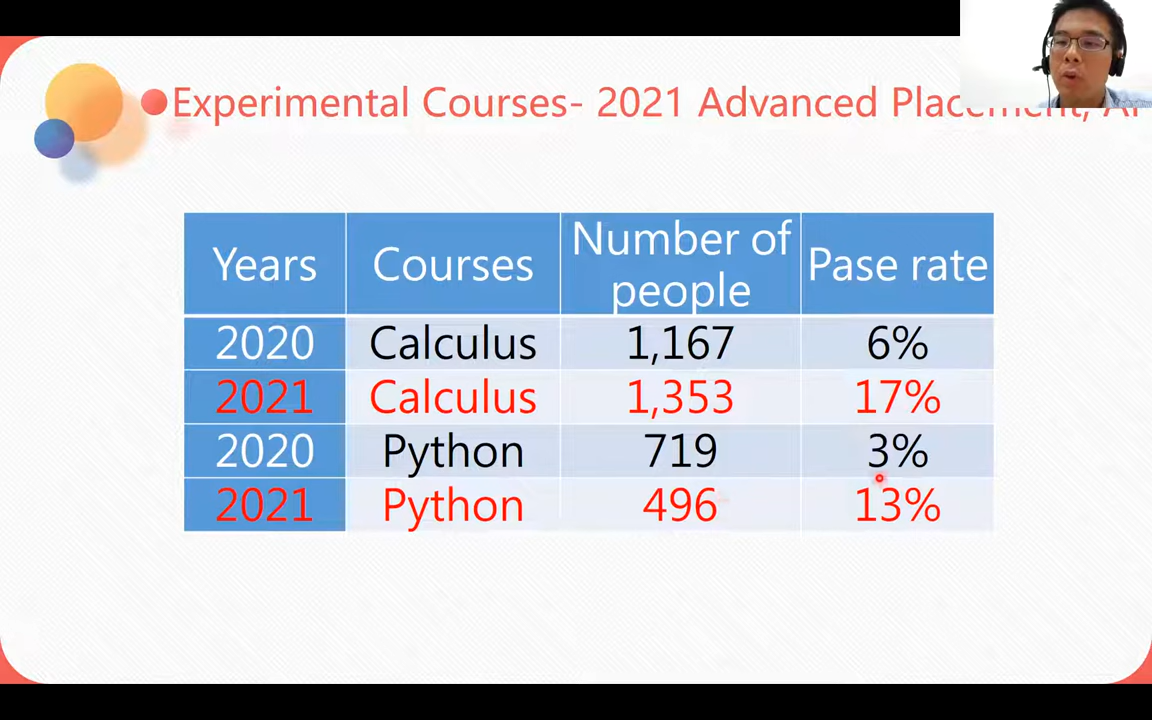 Experimental Courses- 2021 Advanced Placement, A
Years Courses Number of people Pase rate
2020 Calculus 1,167 6%
2021 Calculus 1,353 17%
2020 Python 719 3%
2021 Python 496 13%